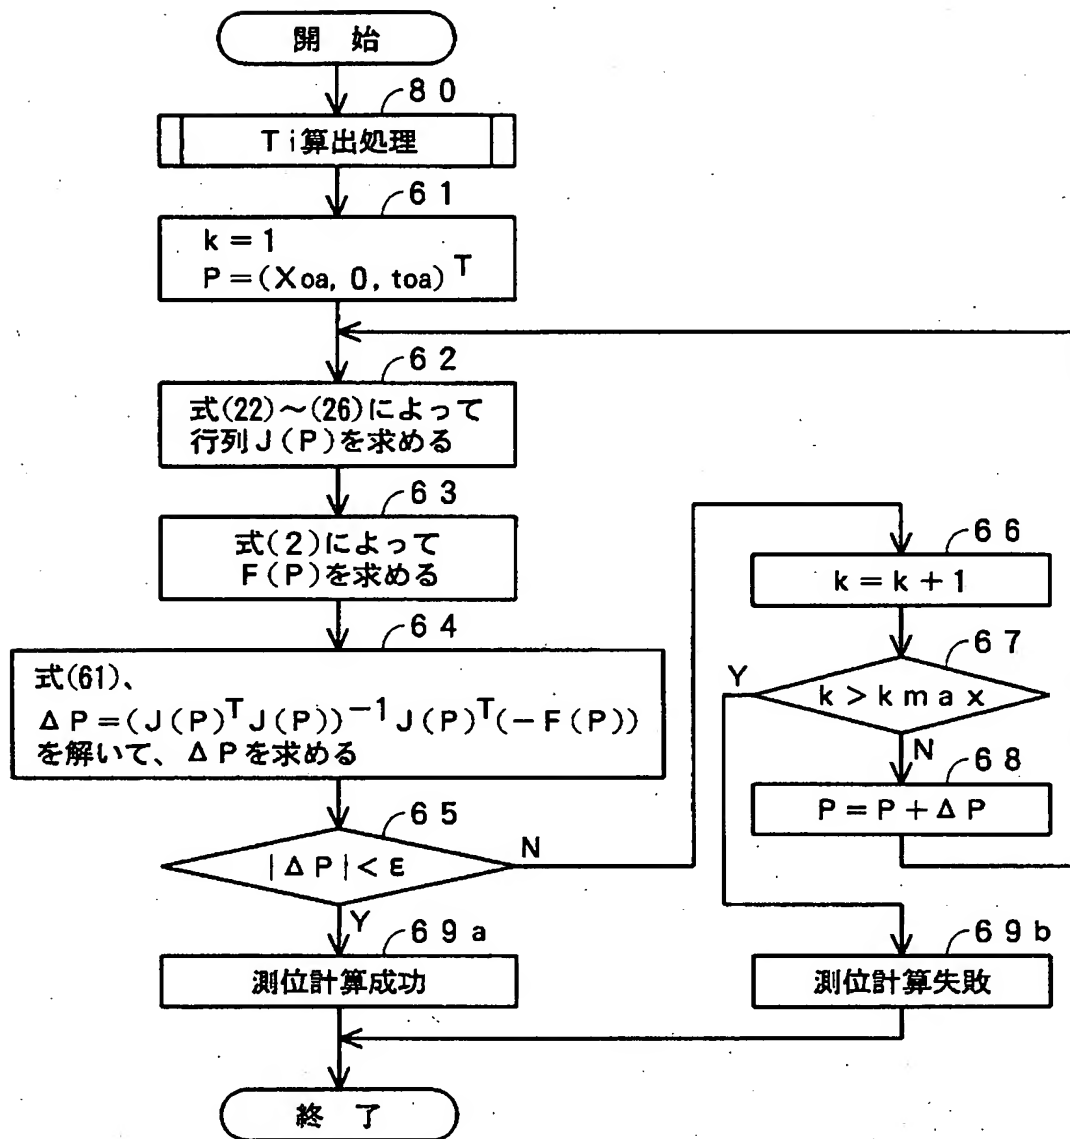 開 始
80
Ti算出処理
61
k=1
P=(Xoa, 0, toa)T
62
式(22)～(26)によって
行列J(P)を求める
63
式(2)によって
F(P)を求める
64
式(61)、
ΔP=(J(P)T J(P))−1 J(P)T(−F(P))
を解いて、ΔPを求める
65
|ΔP|<ε
N
Y
69a
測位計算成功
66
k=k+1
67
Y
k>kmax
N
68
P=P+ΔP
69b
測位計算失敗
終 了